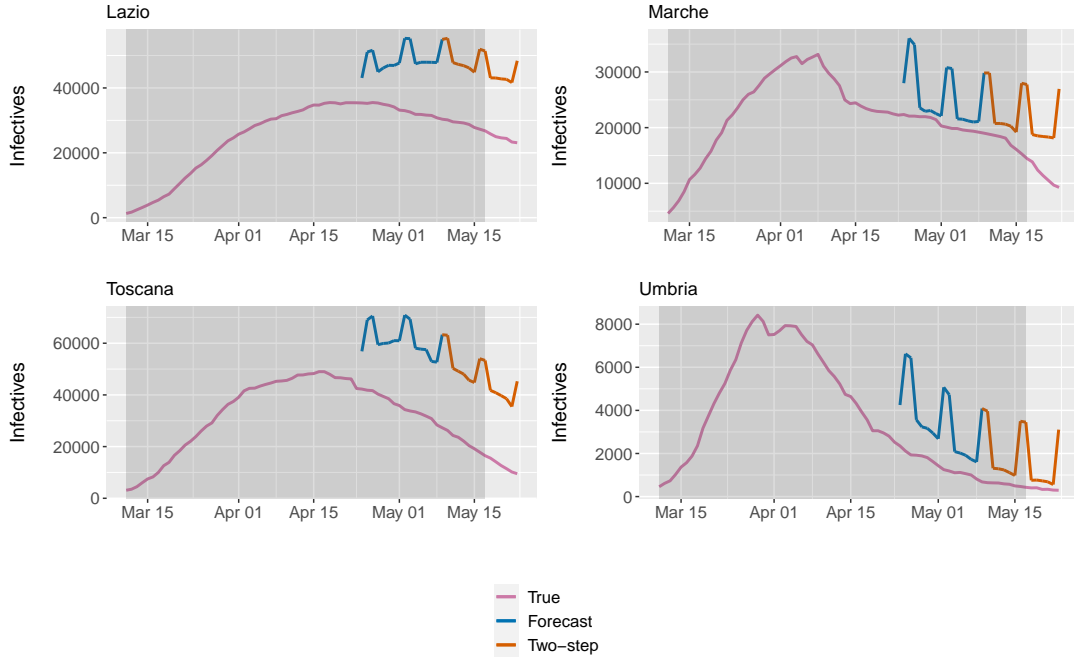 Lazio
Marche
Infectives
40000
20000
0
Mar 15 Apr 01 Apr 15 May 01 May 15
Infectives
30000
20000
10000
Mar 15 Apr 01 Apr 15 May 01 May 15
Toscana
Umbria
Infectives
60000
40000
20000
0
Mar 15 Apr 01 Apr 15 May 01 May 15
Infectives
8000
6000
4000
2000
0
Mar 15 Apr 01 Apr 15 May 01 May 15
True
Forecast
Two−step